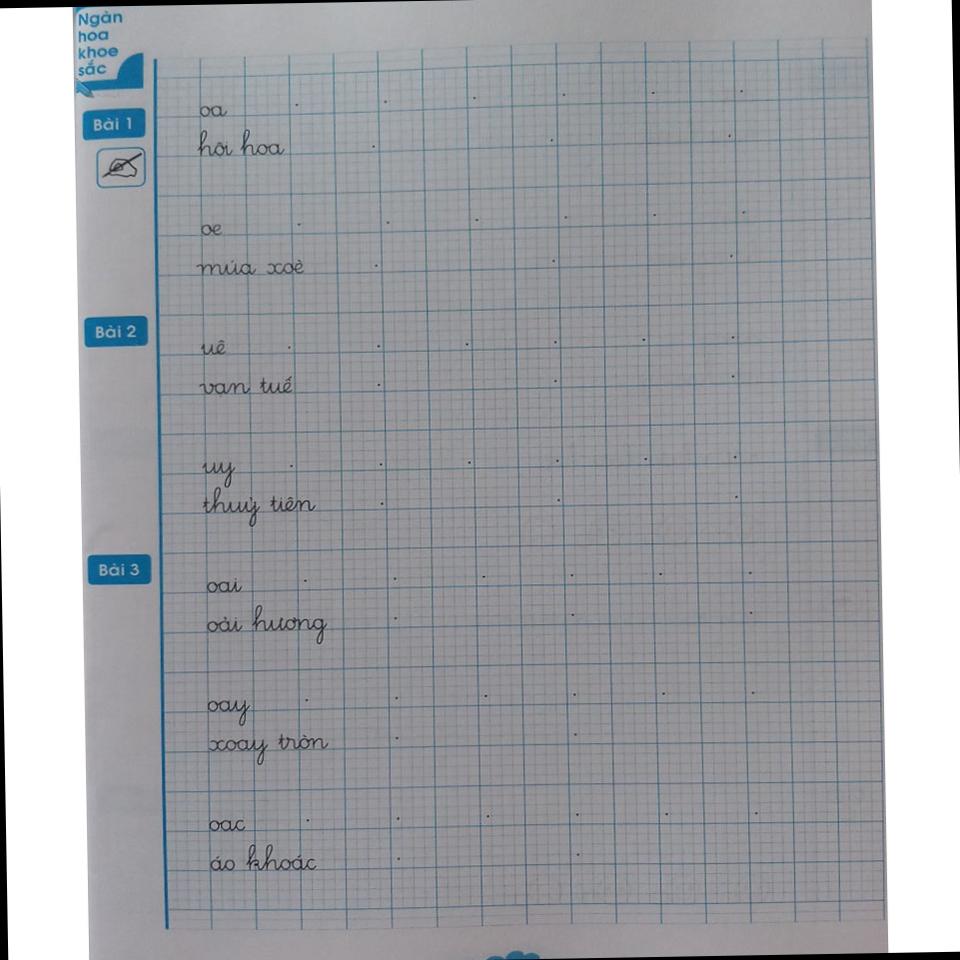 Ngàn
hoa
khoe
sắc
Bài 1
oa
hội hoa
oe
múa xoè
Bài 2
uê
vạn tuế
uy
thuỷ tiên
Bài 3
oai
oải hương
oay
xoay tròn
oac
áo khoác